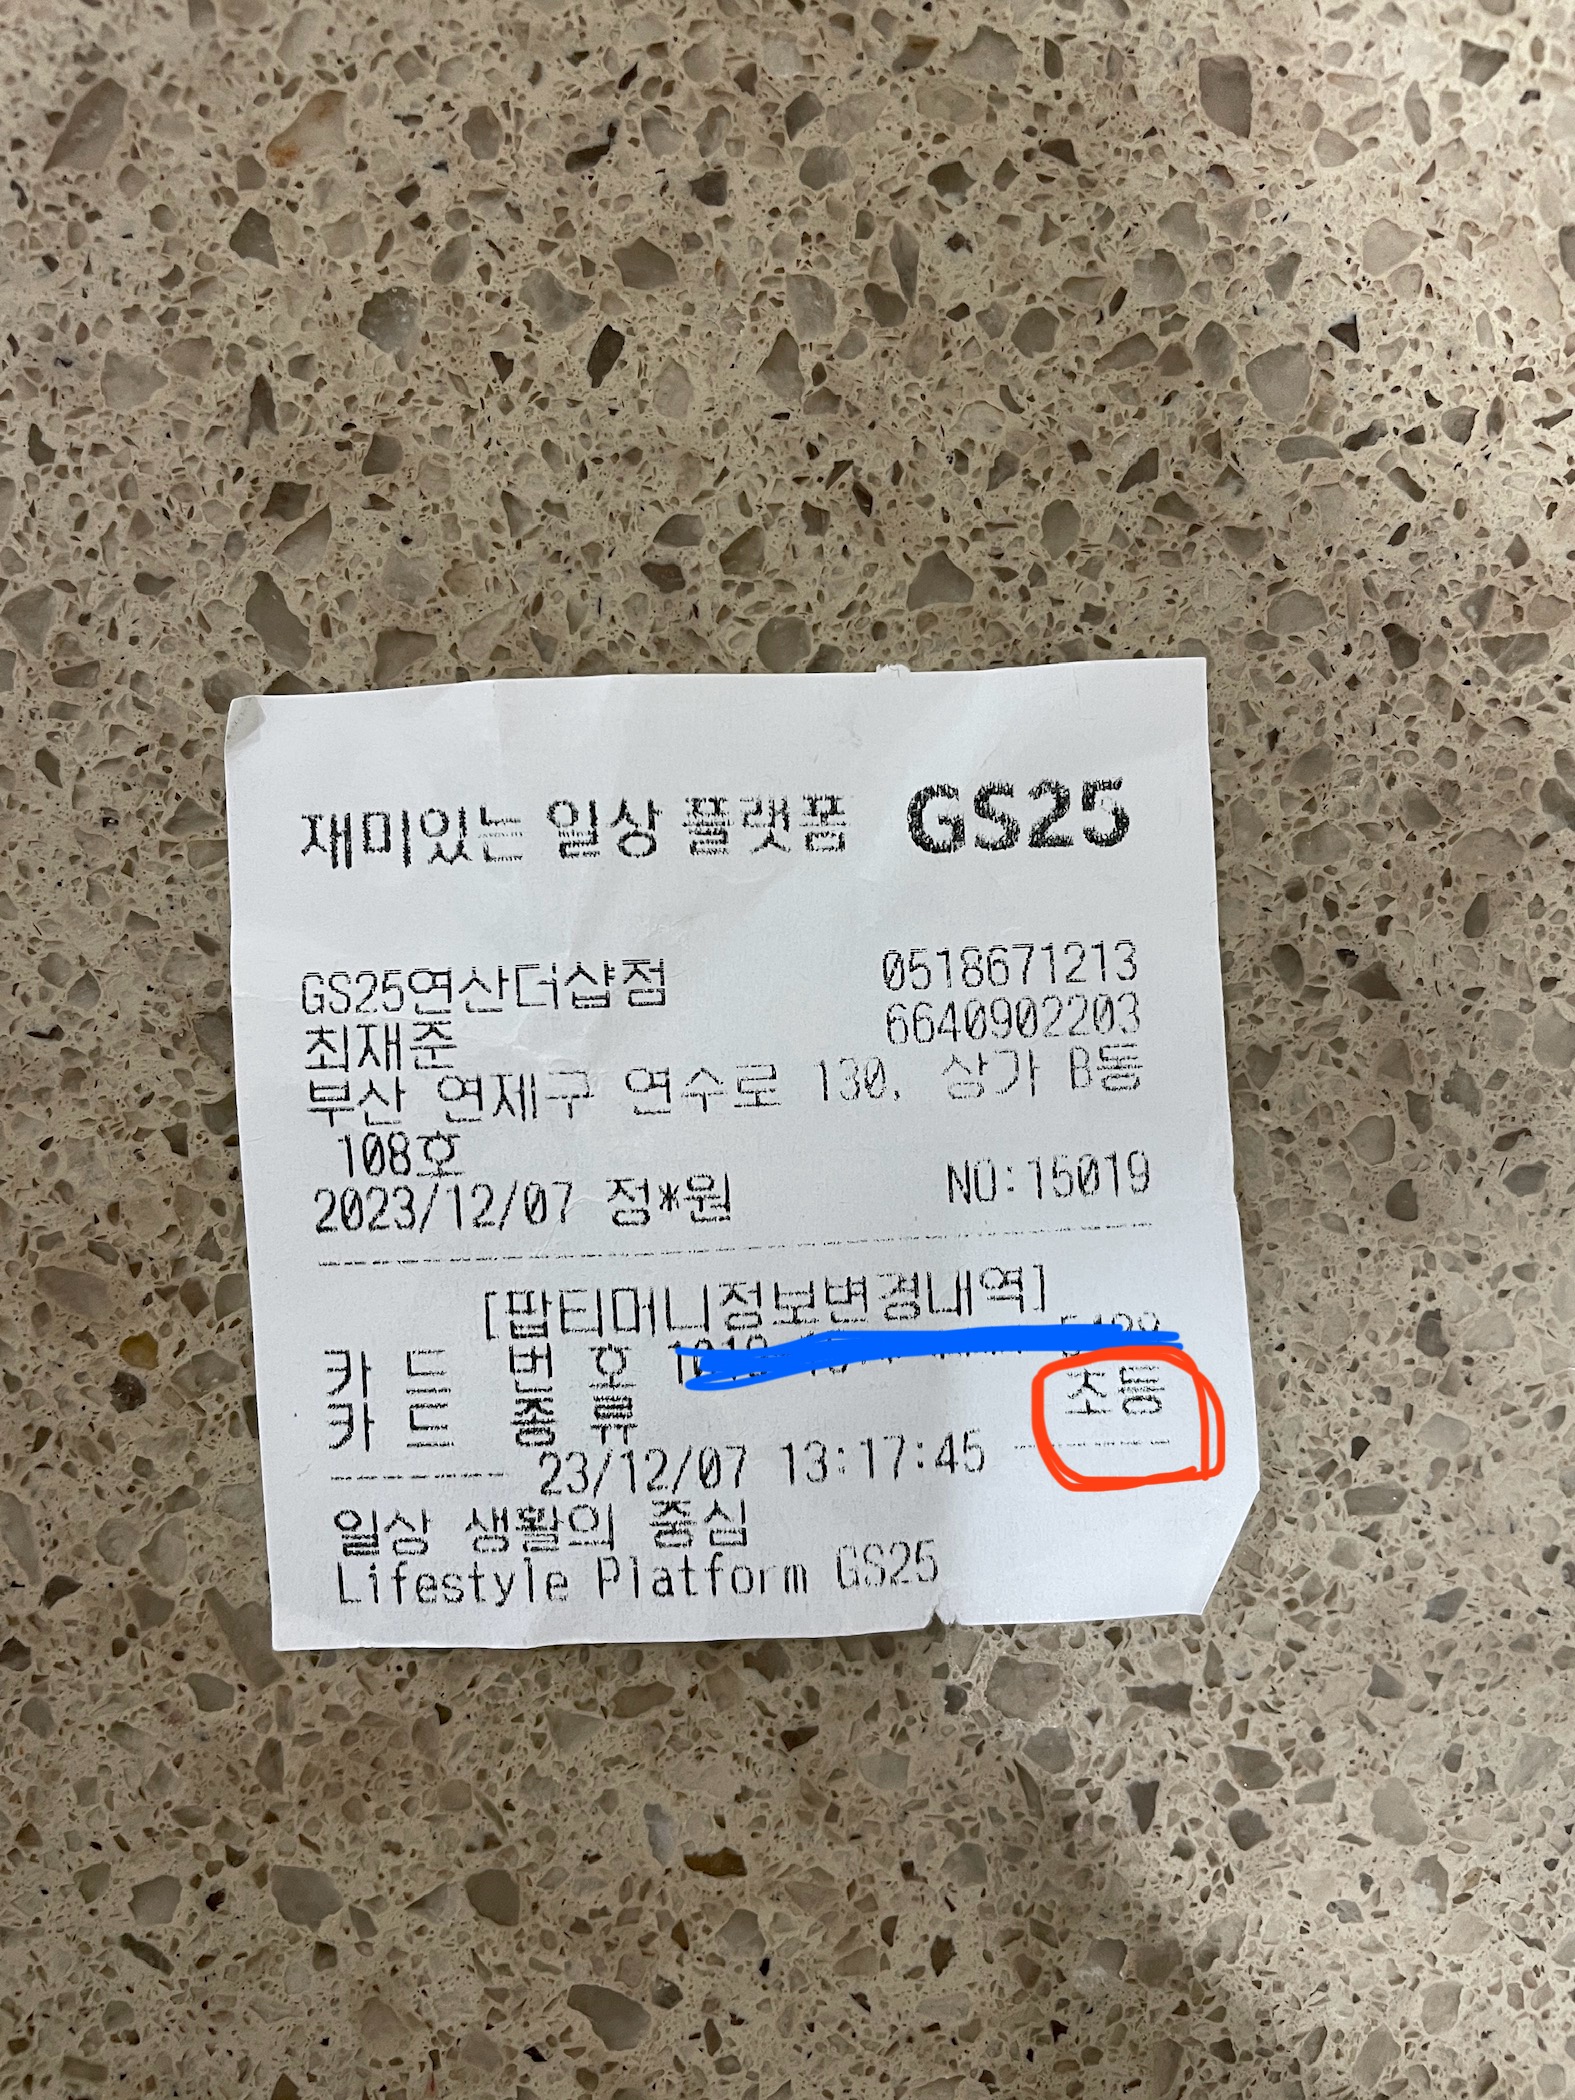 재미있는 일상 플랫폼 GS25
GS25연산더샵점 0518671213
최재준 6640902203
부산 연제구 연수로 130, 상가 B동
108호
2023/12/07 정*원 NO:15019
[팝티머니정보변경내역]
카 드 번 호
카 드 종 류 초등
23/12/07 13:17:45
일상 생활의 중심
Lifestyle Platform GS25